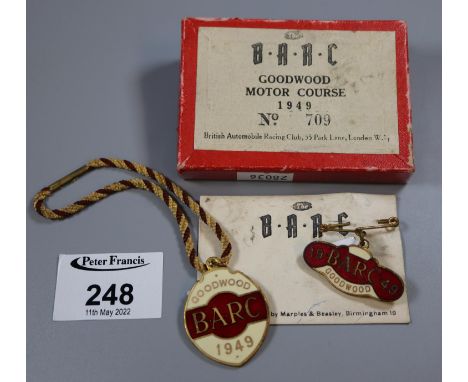 The
B·A·R·C
GOODWOOD
MOTOR COURSE
1949
No 709
British Automobile Racing Club, 55 Park Lane, London W.1
28036
The
B·A·R·C
19 49
BARC
GOODWOOD
by Marples & Beasley, Birmingham 10
GOODWOOD
BARC
1949
Peter Francis
248
11th May 2022